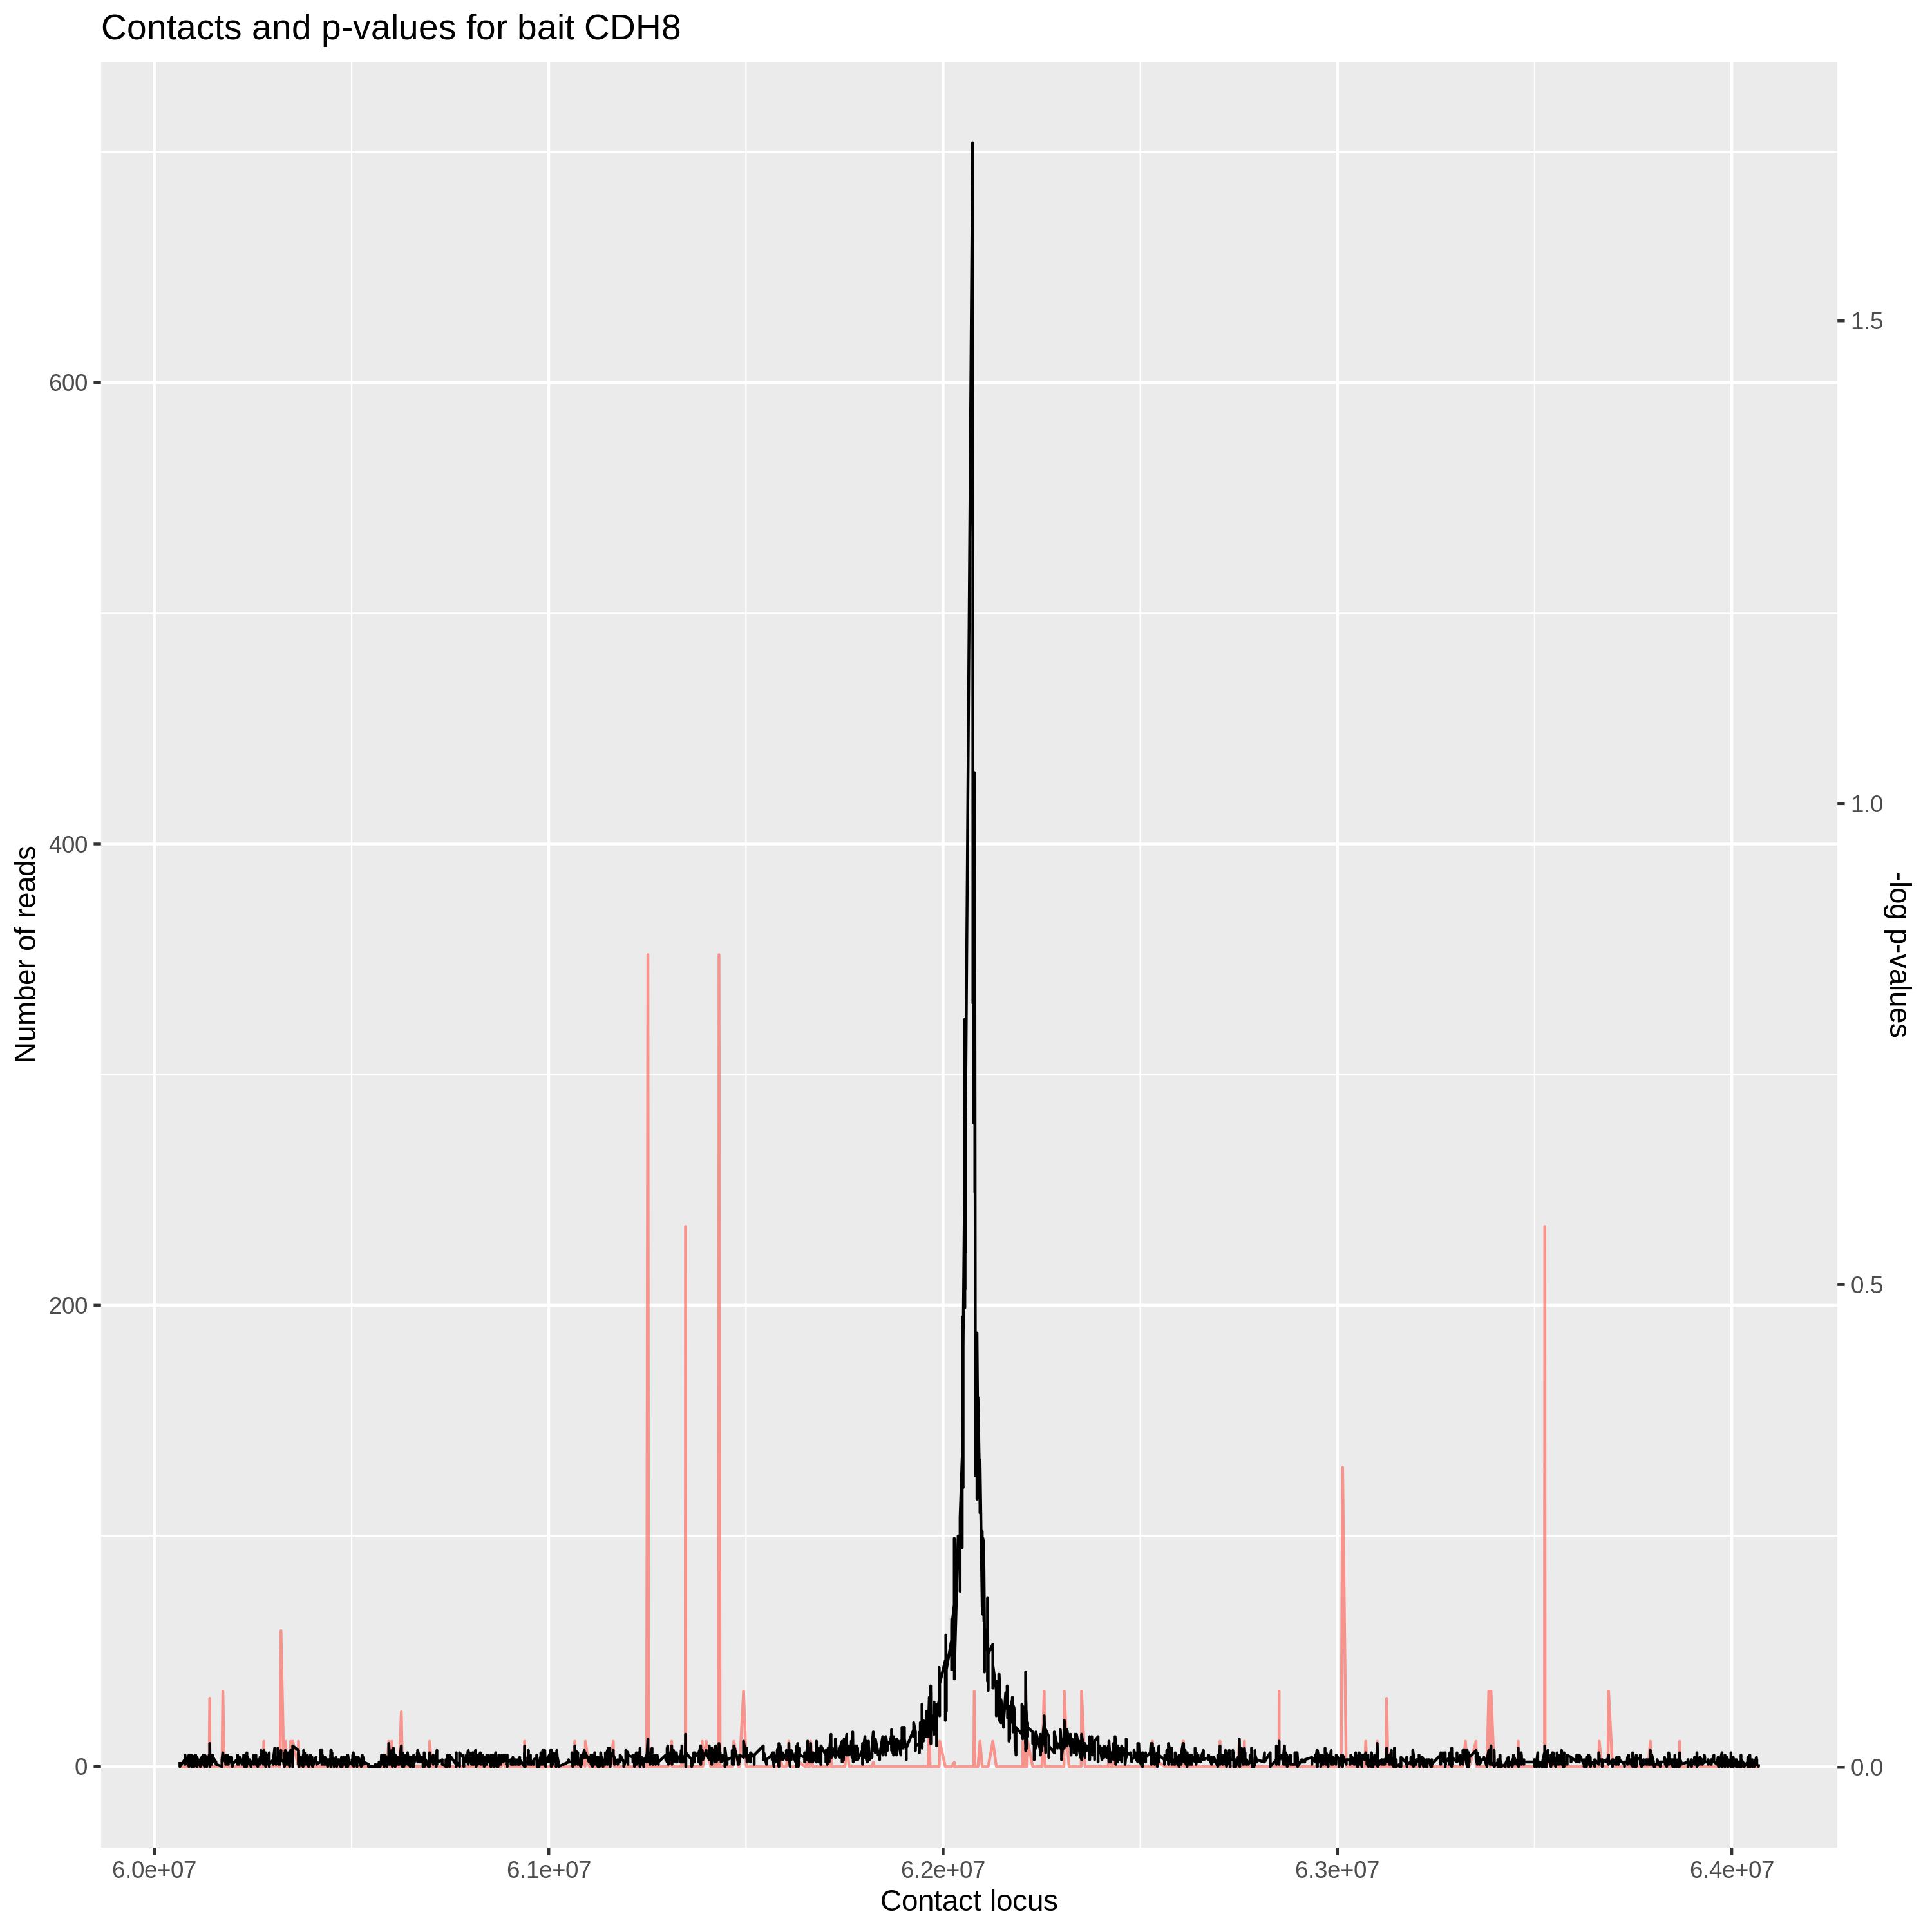 Contacts and p-values for bait CDH8
Number of reads
600
400
200
0
1.5
1.0
0.5
0.0
-log p-values
6.0e+07
6.1e+07
6.2e+07
6.3e+07
6.4e+07
Contact locus